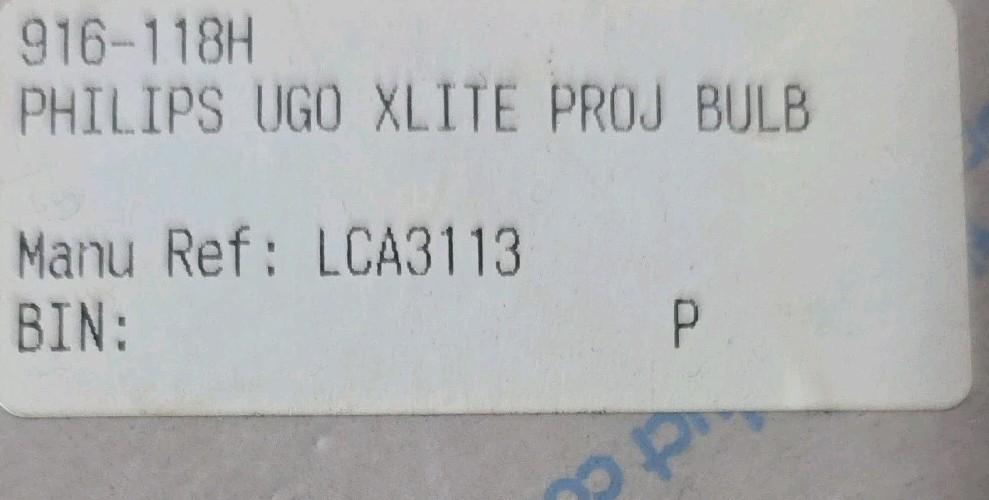 916-118H
PHILIPS UGO XLITE PROJ BULB
Manu Ref: LCA3113
BIN: P